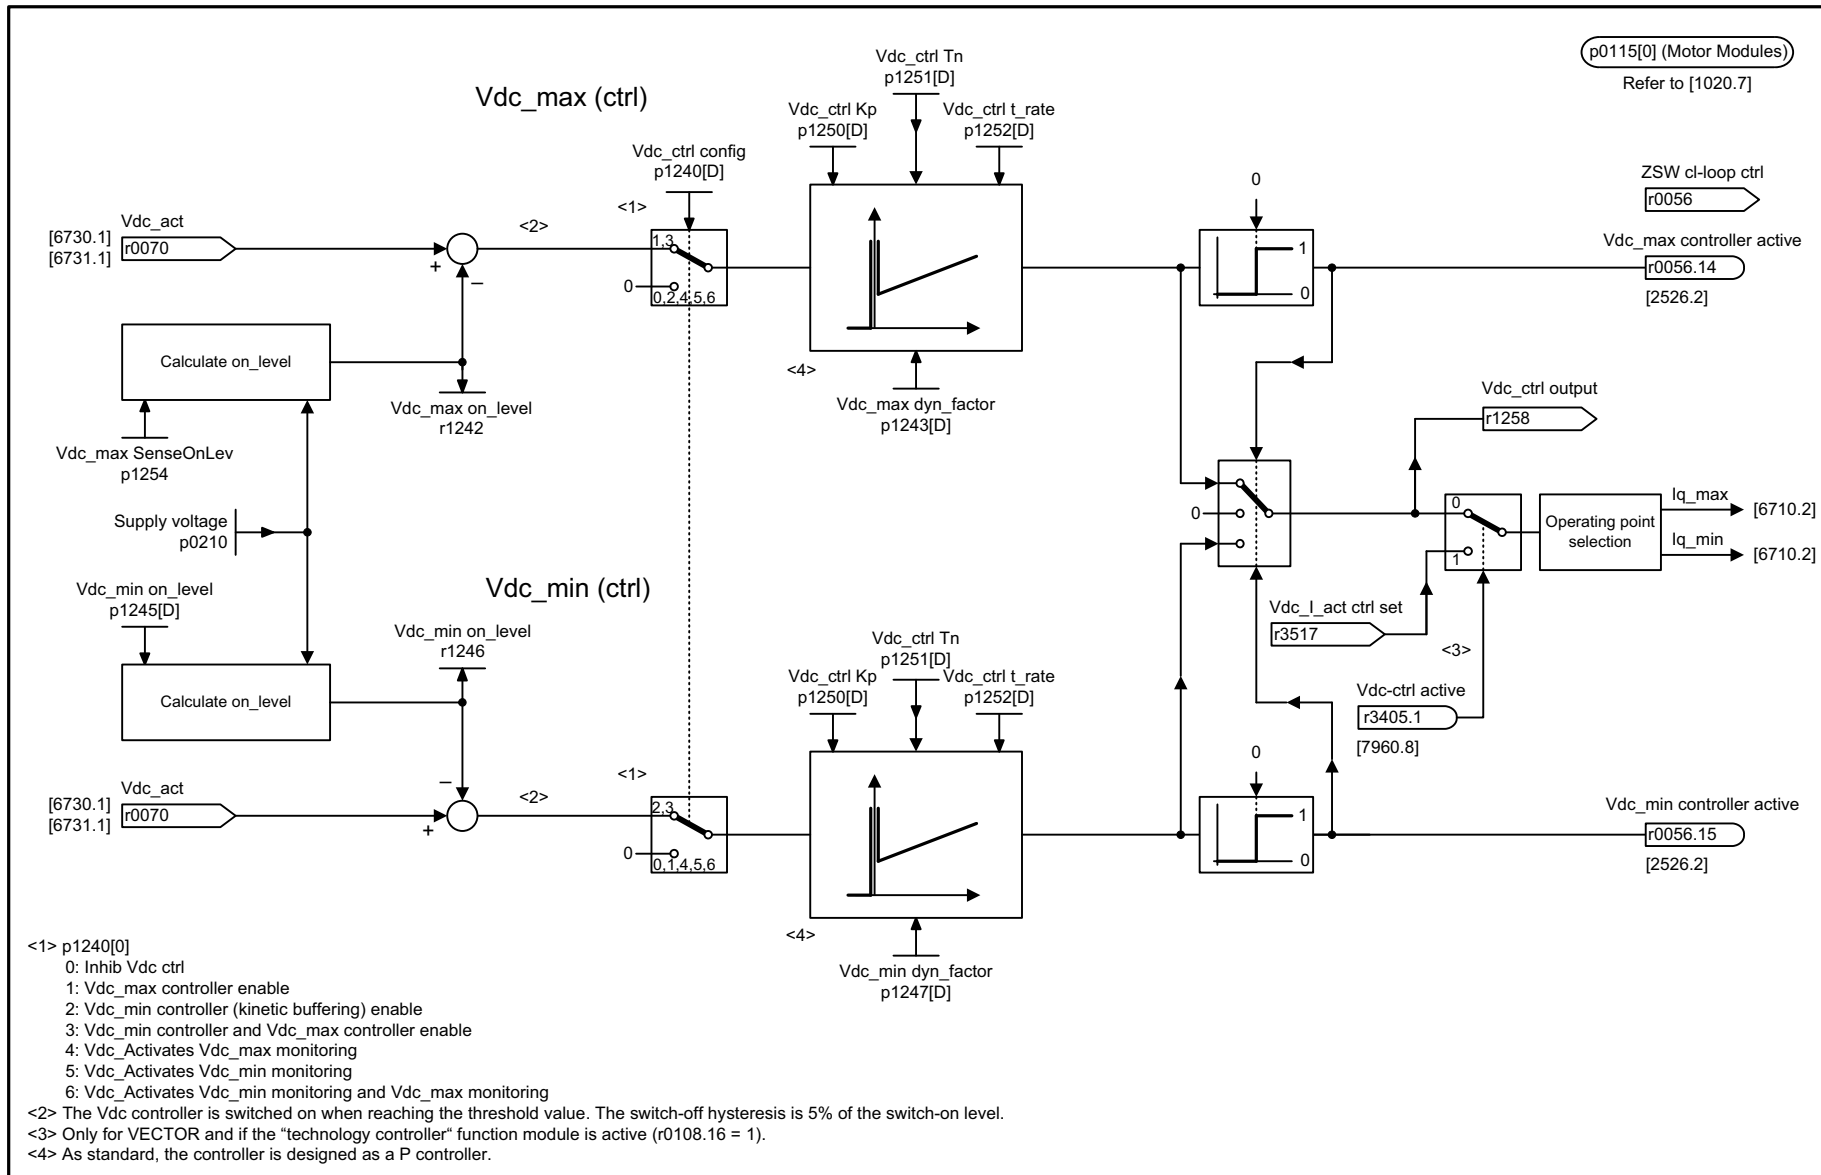 p0115[0] (Motor Modules)
Refer to [1020.7]
Vdc_max (ctrl)
Vdc_ctrl Tn
p1251[D]
Vdc_ctrl Kp
p1250[D]
Vdc_ctrl t_rate
p1252[D]
Vdc_ctrl config
p1240[D]
<1>
ZSW cl-loop ctrl
r0056
0
[6730.1]
[6731.1]
Vdc_act
r0070
+
–
<2>
1,3
0
0,2,4,5,6
1
0
Vdc_max controller active
r0056.14
[2526.2]
Calculate on_level
Vdc_max on_level
r1242
<4>
Vdc_max dyn_factor
p1243[D]
Vdc_max SenseOnLev
p1254
Vdc_ctrl output
r1258
Supply voltage
p0210
0
0
1
Operating point
selection
Iq_max
[6710.2]
Iq_min
[6710.2]
Vdc_min (ctrl)
Vdc_min on_level
p1245[D]
Vdc_min on_level
r1246
Vdc_I_act ctrl set
r3517
<3>
Vdc-ctrl active
r3405.1
[7960.8]
Vdc_ctrl Tn
p1251[D]
Vdc_ctrl Kp
p1250[D]
Vdc_ctrl t_rate
p1252[D]
Calculate on_level
0
<1>
[6730.1]
[6731.1]
Vdc_act
r0070
–
+
<2>
2,3
0
0,1,4,5,6
1
0
Vdc_min controller active
r0056.15
[2526.2]
<4>
Vdc_min dyn_factor
p1247[D]
<1> p1240[0]
0: Inhib Vdc ctrl
1: Vdc_max controller enable
2: Vdc_min controller (kinetic buffering) enable
3: Vdc_min controller and Vdc_max controller enable
4: Vdc_Activates Vdc_max monitoring
5: Vdc_Activates Vdc_min monitoring
6: Vdc_Activates Vdc_min monitoring and Vdc_max monitoring
<2> The Vdc controller is switched on when reaching the threshold value. The switch-off hysteresis is 5% of the switch-on level.
<3> Only for VECTOR and if the “technology controller“ function module is active (r0108.16 = 1).
<4> As standard, the controller is designed as a P controller.